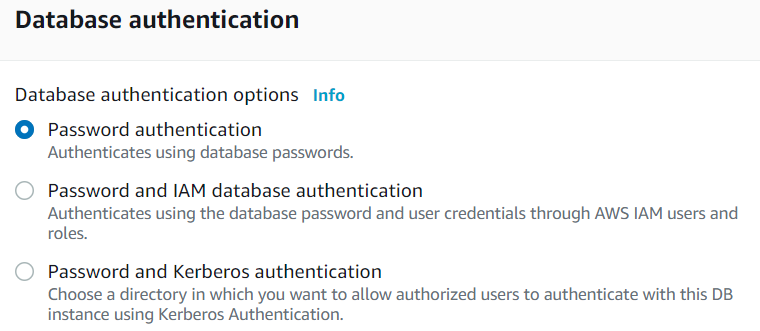 Database authentication
Database authentication options Info
Password authentication
Authenticates using database passwords.
Password and IAM database authentication
Authenticates using the database password and user credentials through AWS IAM users and
roles.
Password and Kerberos authentication
Choose a directory in which you want to allow authorized users to authenticate with this DB
instance using Kerberos Authentication.